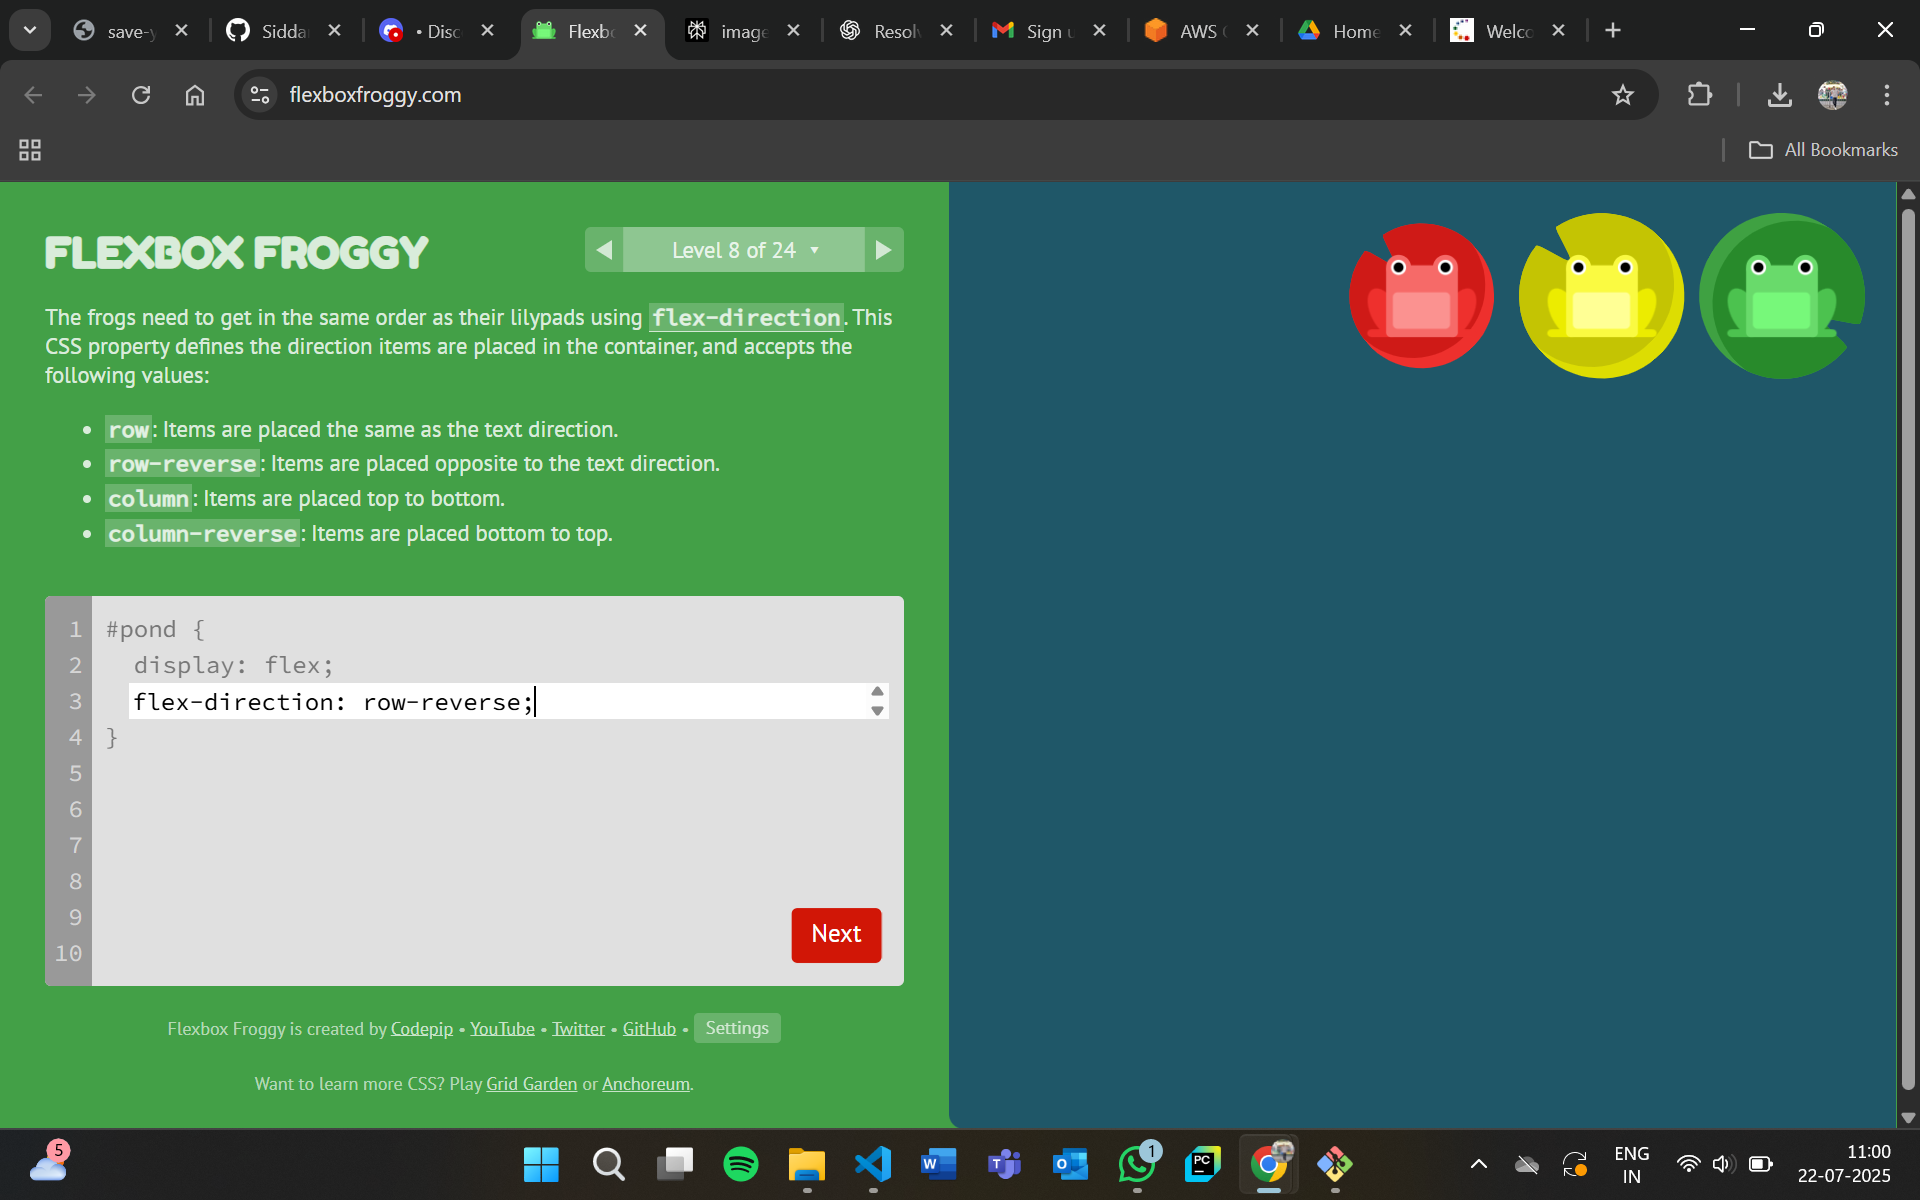 save-y
Sidda
• Disc
Flexbo
image
Resolv
Sign u
AWS
Home
Welco
flexboxfroggy.com
All Bookmarks
FLEXBOX FROGGY
Level 8 of 24
The frogs need to get in the same order as their lilypads using flex-direction. This
CSS property defines the direction items are placed in the container, and accepts the
following values:
• row: Items are placed the same as the text direction.
• row-reverse: Items are placed opposite to the text direction.
• column: Items are placed top to bottom.
• column-reverse: Items are placed bottom to top.
1 #pond {
2 display: flex;
3 flex-direction: row-reverse;
4 }
5
6
7
8
9
10
Next
Flexbox Froggy is created by Codepip • YouTube • Twitter • GitHub • Settings
Want to learn more CSS? Play Grid Garden or Anchoreum.
5
W
T
O
1
PC
ENG
IN
11:00
22-07-2025